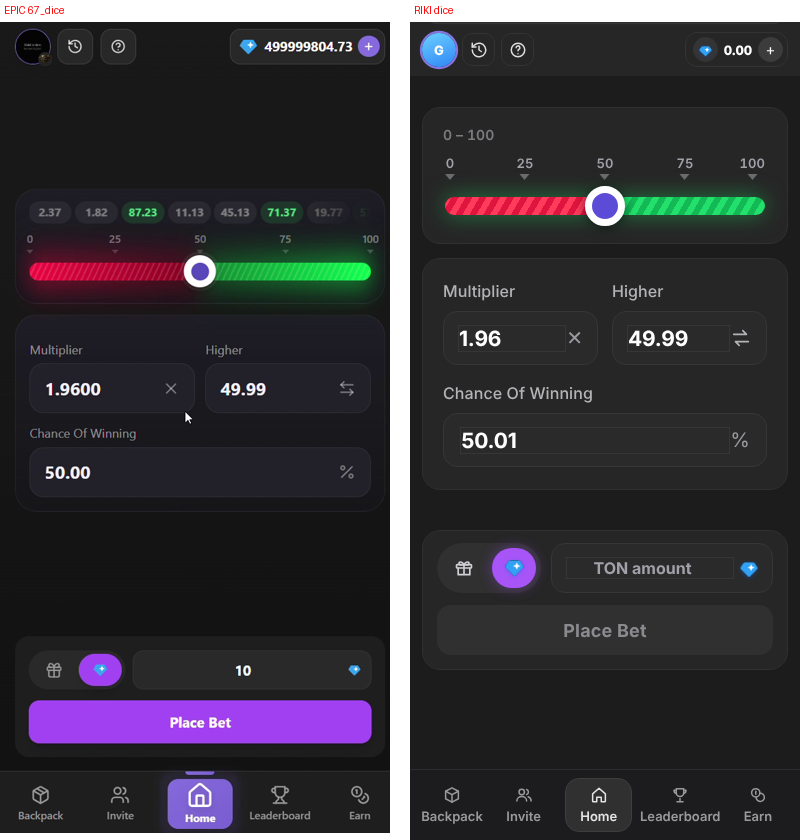 EPIC 67_dice
499999804.73
2.37 1.82 87.23 11.13 45.13 71.37 19.77
0 25 50 75 100
Multiplier Higher
1.9600 49.99
Chance Of Winning
50.00 %
10
Place Bet
Backpack Invite Home Leaderboard Earn
RIKI dice
G 0.00 +
0 – 100
0 25 50 75 100
Multiplier Higher
1.96 49.99
Chance Of Winning
50.01 %
TON amount
Place Bet
Backpack Invite Home Leaderboard Earn